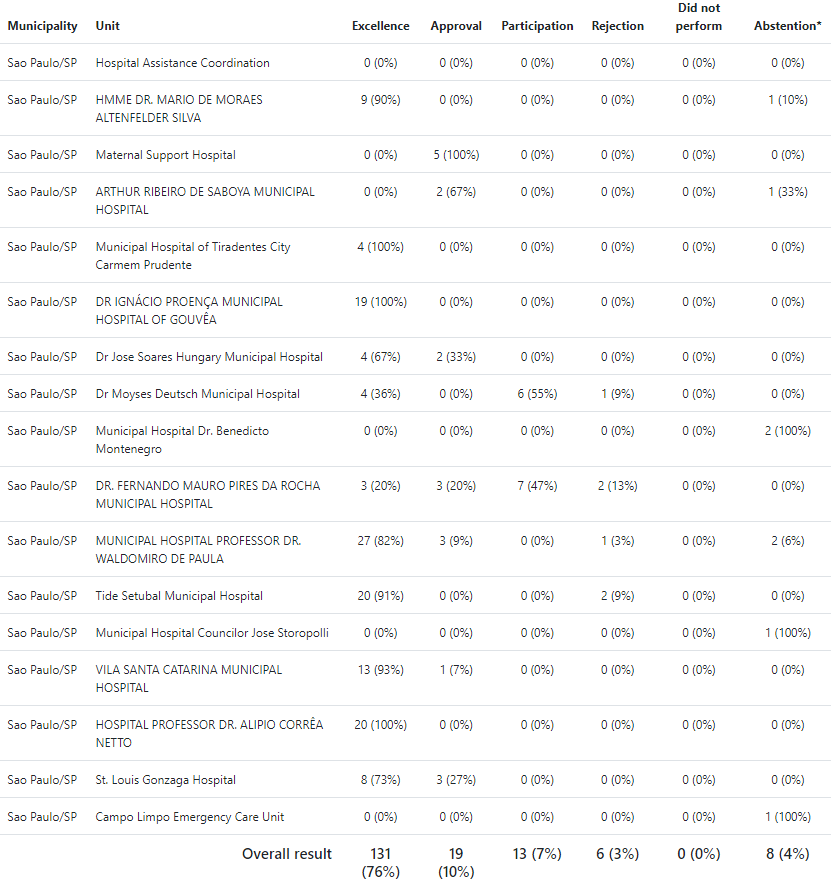 Municipality Unit Excellence Approval Participation Rejection Did not perform Abstention*
Sao Paulo/SP Hospital Assistance Coordination 0 (0%) 0 (0%) 0 (0%) 0 (0%) 0 (0%) 0 (0%)
Sao Paulo/SP HMME DR. MARIO DE MORAES 9 (90%) 0 (0%) 0 (0%) 0 (0%) 0 (0%) 1 (10%)
ALTENFELDER SILVA
Sao Paulo/SP Maternal Support Hospital 0 (0%) 5 (100%) 0 (0%) 0 (0%) 0 (0%) 0 (0%)
Sao Paulo/SP ARTHUR RIBEIRO DE SABOYA MUNICIPAL 0 (0%) 2 (67%) 0 (0%) 0 (0%) 0 (0%) 1 (33%)
HOSPITAL
Sao Paulo/SP Municipal Hospital of Tiradentes City 4 (100%) 0 (0%) 0 (0%) 0 (0%) 0 (0%) 0 (0%)
Carmem Prudente
Sao Paulo/SP DR IGNÁCIO PROENÇA MUNICIPAL 19 (100%) 0 (0%) 0 (0%) 0 (0%) 0 (0%) 0 (0%)
HOSPITAL OF GOUVÊA
Sao Paulo/SP Dr Jose Soares Hungary Municipal Hospital 4 (67%) 2 (33%) 0 (0%) 0 (0%) 0 (0%) 0 (0%)
Sao Paulo/SP Dr Moyses Deutsch Municipal Hospital 4 (36%) 0 (0%) 6 (55%) 1 (9%) 0 (0%) 0 (0%)
Sao Paulo/SP Municipal Hospital Dr. Benedicto 0 (0%) 0 (0%) 0 (0%) 0 (0%) 0 (0%) 2 (100%)
Montenegro
Sao Paulo/SP DR. FERNANDO MAURO PIRES DA ROCHA 3 (20%) 3 (20%) 7 (47%) 2 (13%) 0 (0%) 0 (0%)
MUNICIPAL HOSPITAL
Sao Paulo/SP MUNICIPAL HOSPITAL PROFESSOR DR. 27 (82%) 3 (9%) 0 (0%) 1 (3%) 0 (0%) 2 (6%)
WALDOMIRO DE PAULA
Sao Paulo/SP Tide Setubal Municipal Hospital 20 (91%) 0 (0%) 0 (0%) 2 (9%) 0 (0%) 0 (0%)
Sao Paulo/SP Municipal Hospital Councilor Jose Storopolli 0 (0%) 0 (0%) 0 (0%) 0 (0%) 0 (0%) 1 (100%)
Sao Paulo/SP VILA SANTA CATARINA MUNICIPAL 13 (93%) 1 (7%) 0 (0%) 0 (0%) 0 (0%) 0 (0%)
HOSPITAL
Sao Paulo/SP HOSPITAL PROFESSOR DR. ALIPIO CORRÊA 20 (100%) 0 (0%) 0 (0%) 0 (0%) 0 (0%) 0 (0%)
NETTO
Sao Paulo/SP St. Louis Gonzaga Hospital 8 (73%) 3 (27%) 0 (0%) 0 (0%) 0 (0%) 0 (0%)
Sao Paulo/SP Campo Limpo Emergency Care Unit 0 (0%) 0 (0%) 0 (0%) 0 (0%) 0 (0%) 1 (100%)
Overall result 131 19 13 (7%) 6 (3%) 0 (0%) 8 (4%)
(76%) (10%)